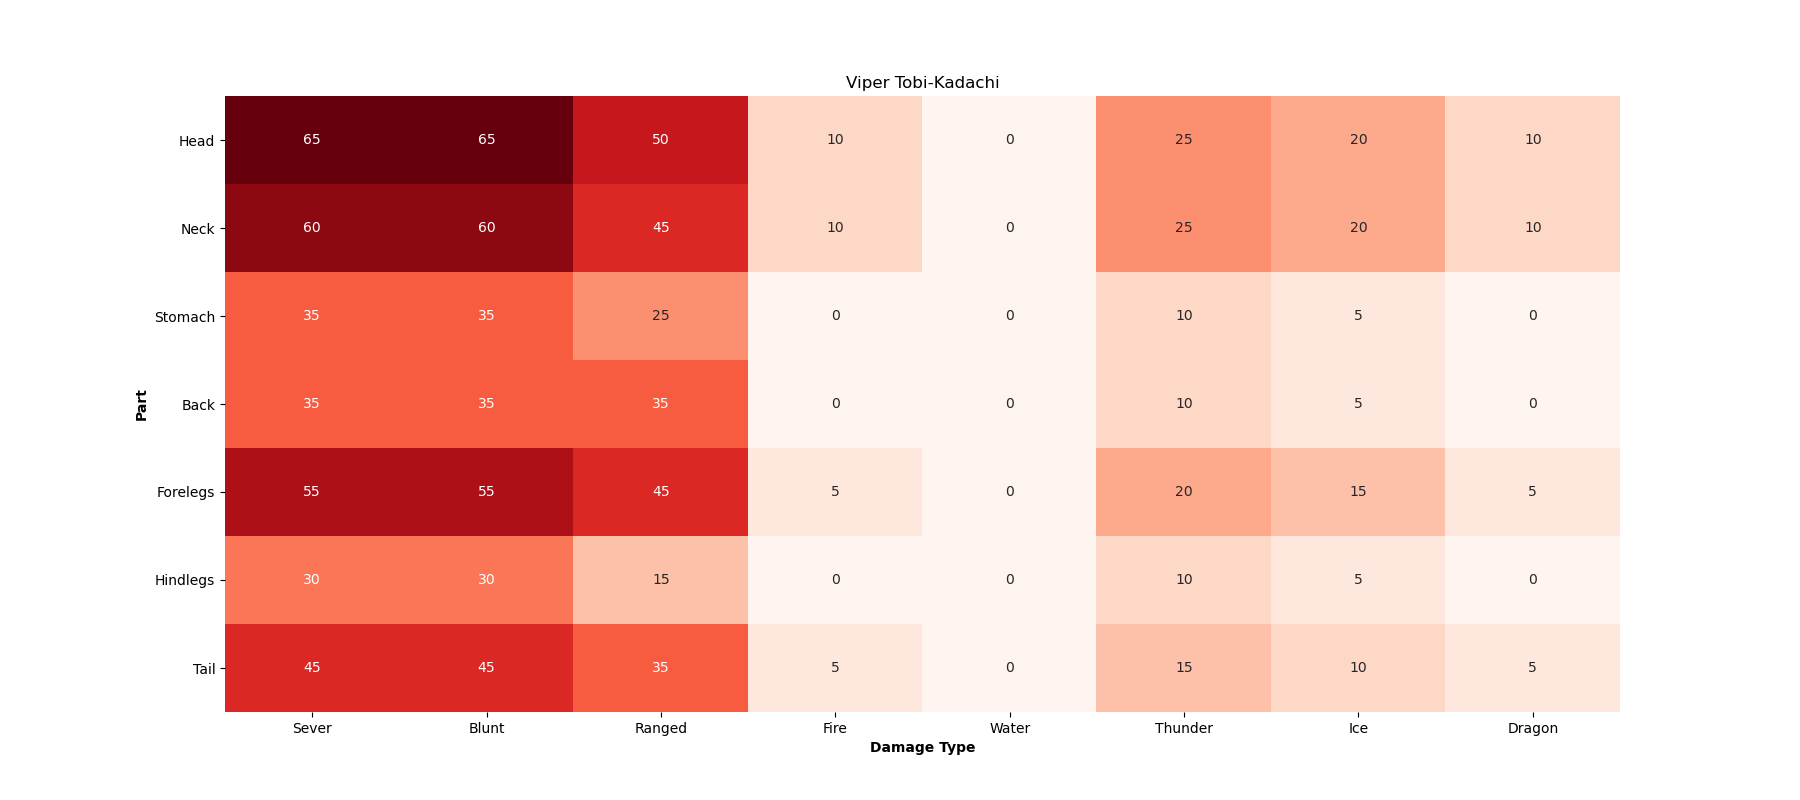 Viper Tobi-Kadachi
Head 65 65 50 10 0 25 20 10
Neck 60 60 45 10 0 25 20 10
Stomach 35 35 25 0 0 10 5 0
Back 35 35 35 0 0 10 5 0
Forelegs 55 55 45 5 0 20 15 5
Hindlegs 30 30 15 0 0 10 5 0
Tail 45 45 35 5 0 15 10 5
Part
Sever Blunt Ranged Fire Water Thunder Ice Dragon
Damage Type